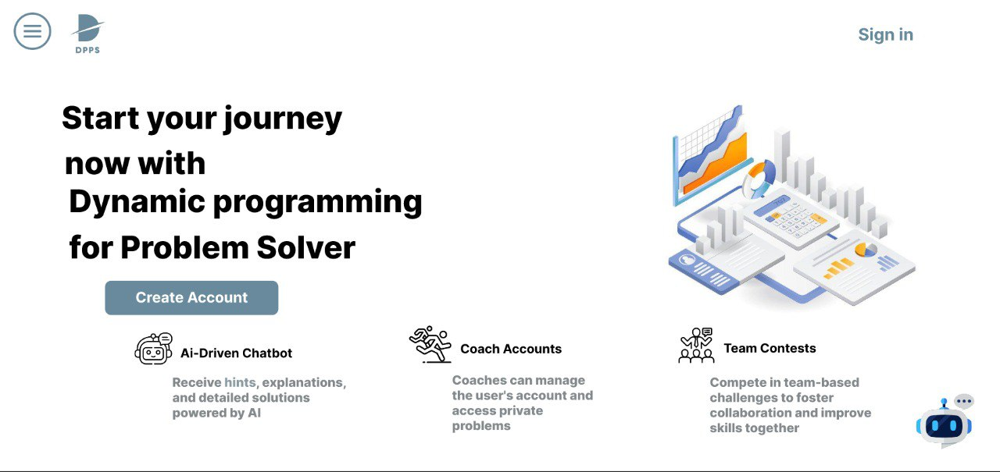 DPPS
Sign in
Start your journey
now with
Dynamic programming
for Problem Solver
Create Account
Ai-Driven Chatbot
Receive hints, explanations,
and detailed solutions
powered by AI
Coach Accounts
Coaches can manage
the user's account and
access private
problems
Team Contests
Compete in team-based
challenges to foster
collaboration and improve
skills together